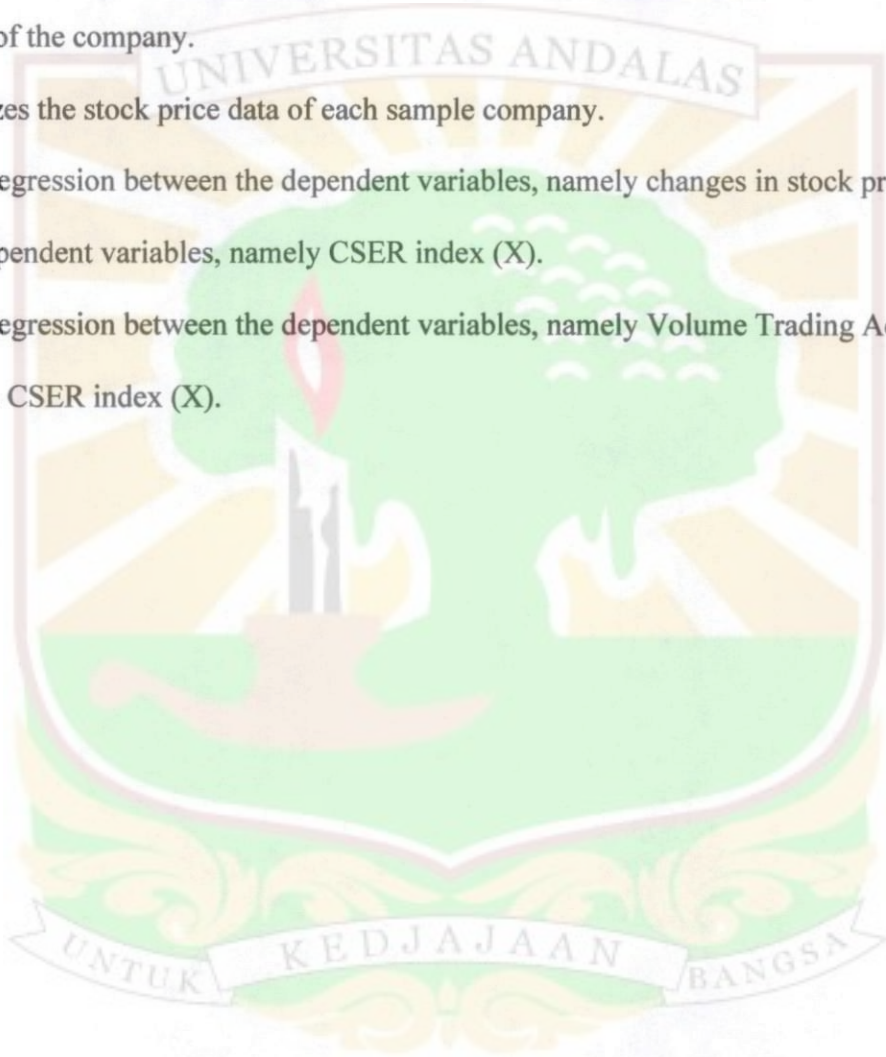 of the company.
UNIVERSITAS ANDALAS
es the stock price data of each sample company.
egression between the dependent variables, namely changes in stock pr
pendent variables, namely CSER index (X).
egression between the dependent variables, namely Volume Trading A
CSER index (X).
UNTUK KEDJAJAAN BANGSA